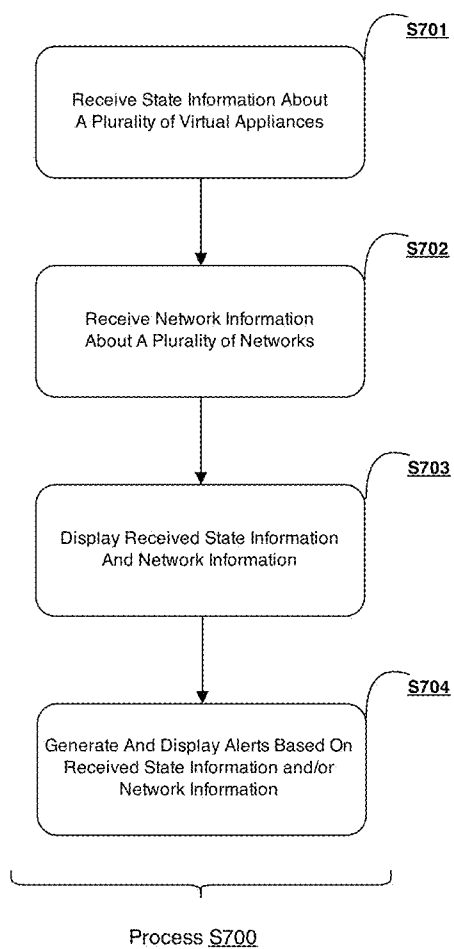 S701
Receive State Information About
A Plurality of Virtual Appliances
S702
Receive Network Information
About A Plurality of Networks
S703
Display Received State Information
And Network Information
S704
Generate And Display Alerts Based On
Received State Information and/or
Network Information
Process S700